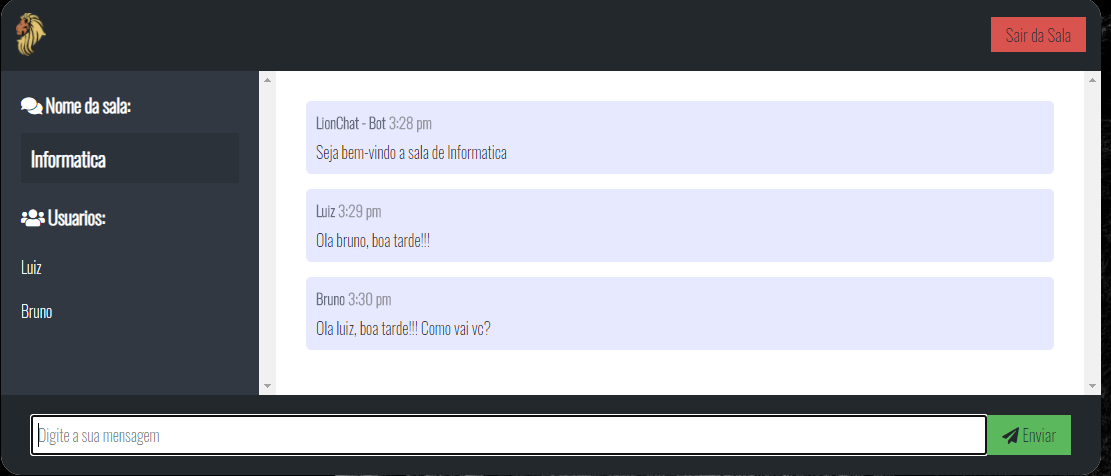 Sair da Sala
Nome da sala:
Informatica
Usuarios:
Luiz
Bruno
LionChat - Bot 3:28 pm
Seja bem-vindo a sala de Informatica
Luiz 3:29 pm
Ola bruno, boa tarde!!!
Bruno 3:30 pm
Ola luiz, boa tarde!!! Como vai vc?
Digite a sua mensagem
Enviar